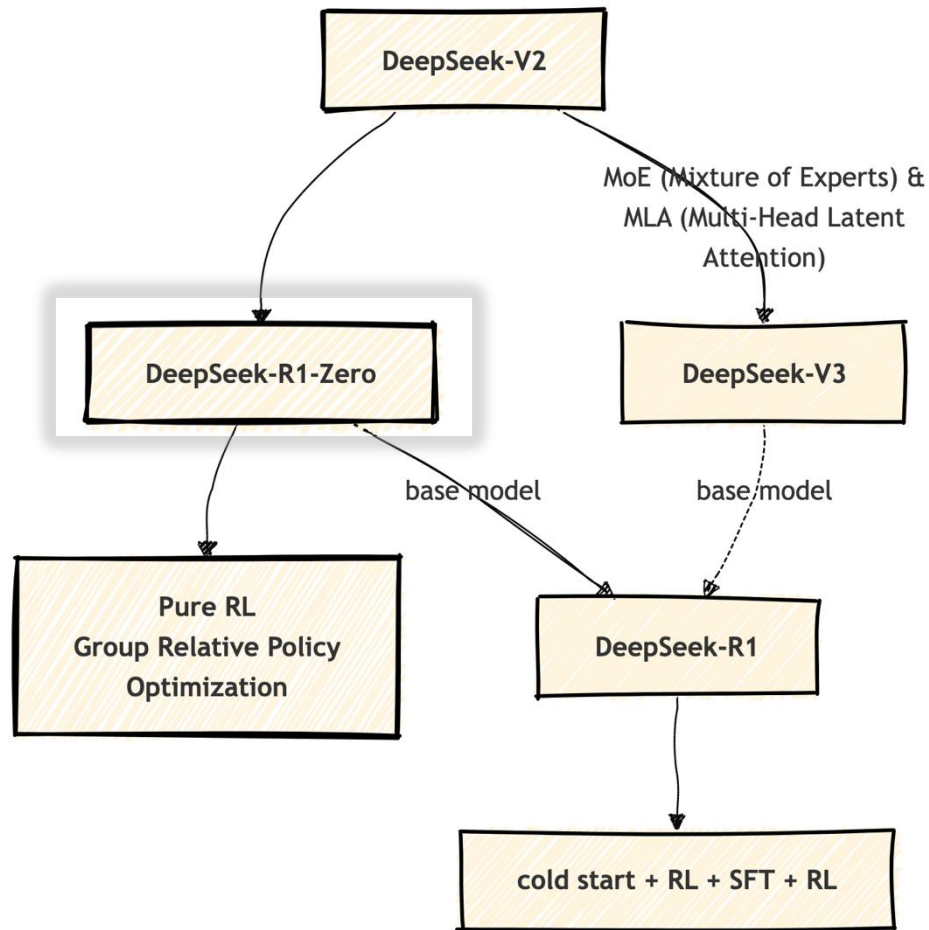 DeepSeek-V2
MoE (Mixture of Experts) &
MLA (Multi-Head Latent
Attention)
DeepSeek-R1-Zero
DeepSeek-V3
base model
base model
Pure RL
Group Relative Policy
Optimization
DeepSeek-R1
cold start + RL + SFT + RL